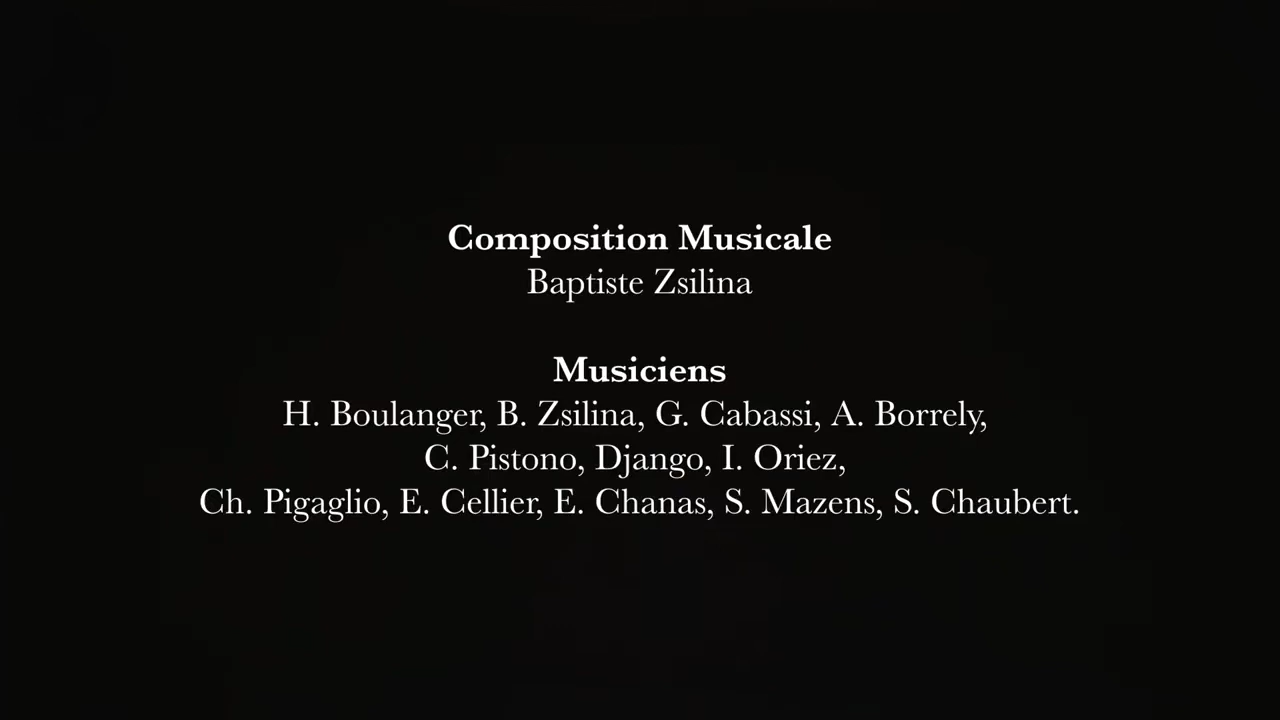 Composition Musicale
Baptiste Zsilina
Musiciens
H. Boulanger, B. Zsilina, G. Cabassi, A. Borrely,
C. Pistono, Django, I. Oriez,
Ch. Pigaglio, E. Cellier, E. Chanas, S. Mazens, S. Chaubert.